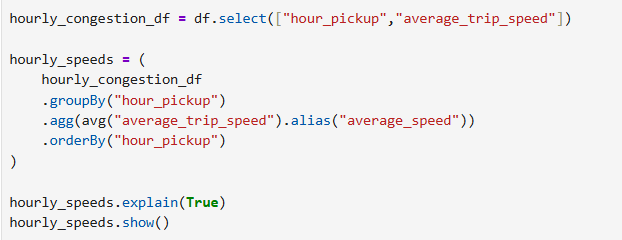 hourly_congestion_df = df.select(["hour_pickup","average_trip_speed"])
hourly_speeds = (
    hourly_congestion_df
    .groupBy("hour_pickup")
    .agg(avg("average_trip_speed").alias("average_speed"))
    .orderBy("hour_pickup")
)
hourly_speeds.explain(True)
hourly_speeds.show()